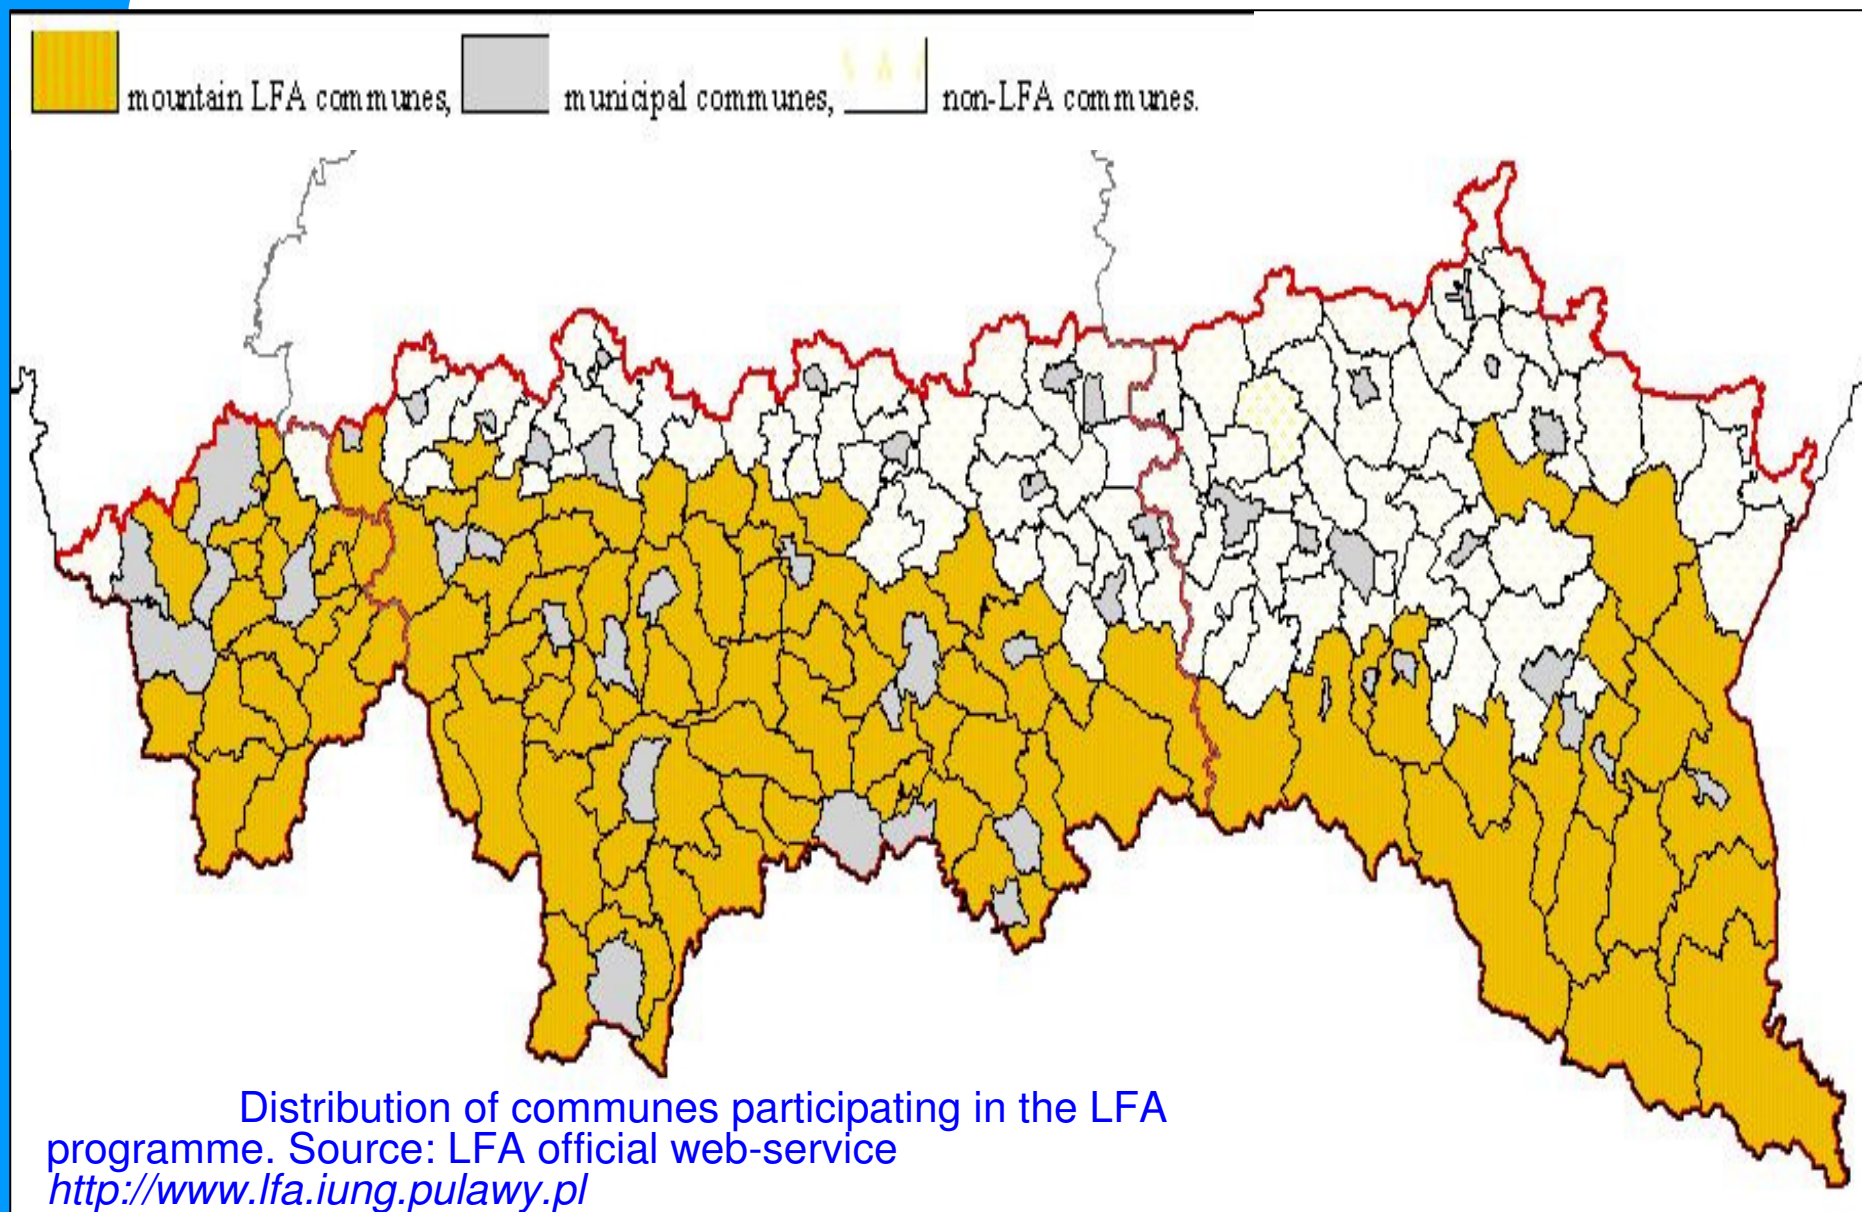 mountain LFA communes, municipal communes, non-LFA communes.
Distribution of communes participating in the LFA
programme. Source: LFA official web-service
http://www.lfa.iung.pulawy.pl